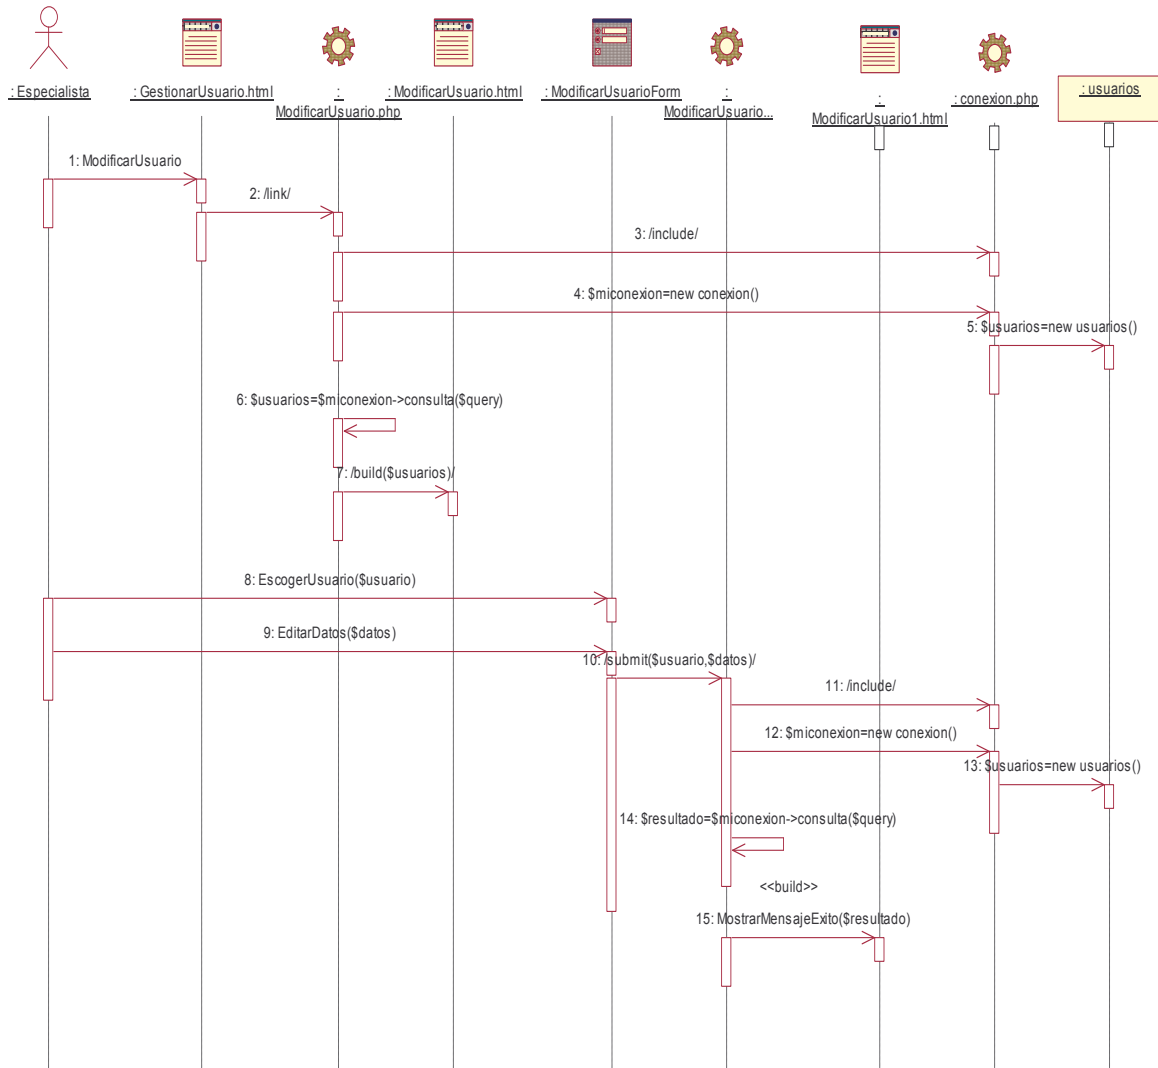 : Especialista
: GestionarUsuario.html
:
ModificarUsuario.php
: ModificarUsuario.html
: ModificarUsuarioForm
:
ModificarUsuario...
:
ModificarUsuario1.html
: conexion.php
: usuarios
1: ModificarUsuario
2: /link/
3: /include/
4: $miconexion=new conexion()
5: $usuarios=new usuarios()
6: $usuarios=$miconexion->consulta($query)
7: /build($usuarios)/
8: EscogerUsuario($usuario)
9: EditarDatos($datos)
10: /submit($usuario,$datos)/
11: /include/
12: $miconexion=new conexion()
13: $usuarios=new usuarios()
14: $resultado=$miconexion->consulta($query)
<<build>>
15: MostrarMensajeExito($resultado)